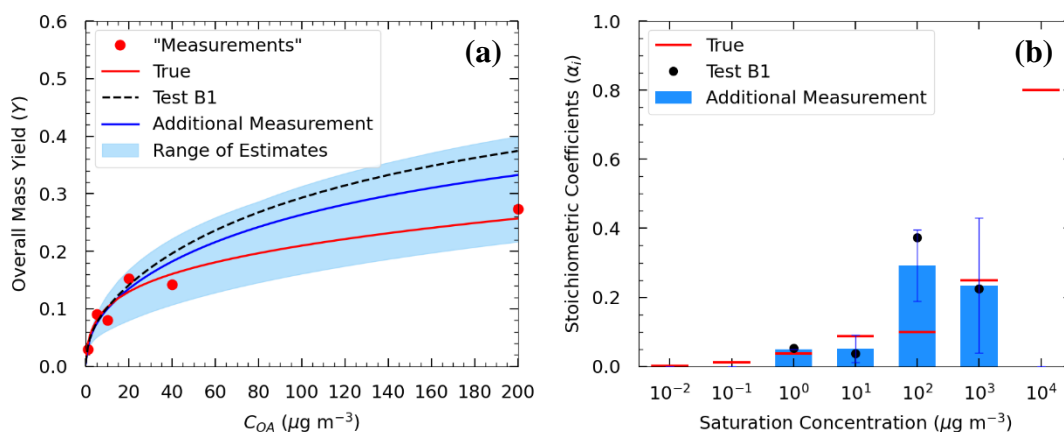 (a)
"Measurements"
True
Test B1
Additional Measurement
Range of Estimates
Overall Mass Yield (Y)
0.6
0.5
0.4
0.3
0.2
0.1
0.0
0 20 40 60 80 100 120 140 160 180 200
C_OA (μg m⁻³)
(b)
True
Test B1
Additional Measurement
Stoichiometric Coefficients (α_i)
1.0
0.8
0.6
0.4
0.2
0.0
10⁻² 10⁻¹ 10⁰ 10¹ 10² 10³ 10⁴
Saturation Concentration (μg m⁻³)